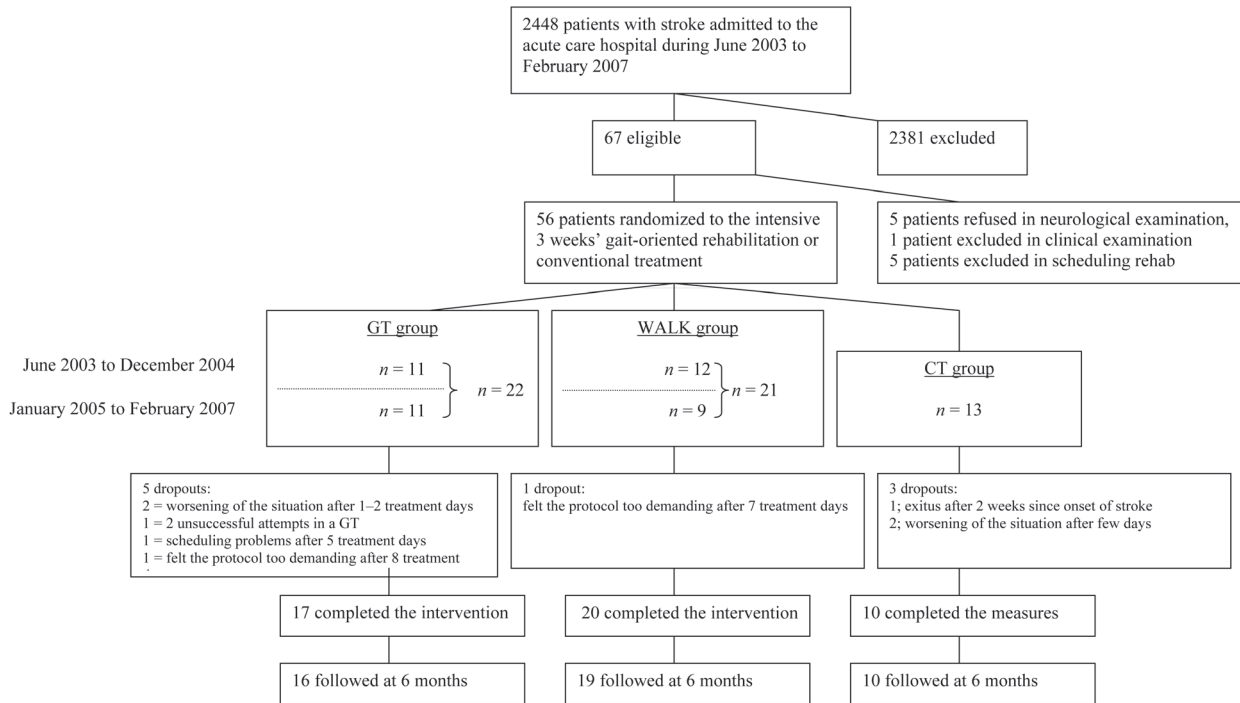 2448 patients with stroke admitted to the
acute care hospital during June 2003 to
February 2007
67 eligible
2381 excluded
56 patients randomized to the intensive
3 weeks' gait-oriented rehabilitation or
conventional treatment
5 patients refused in neurological examination,
1 patient excluded in clinical examination
5 patients excluded in scheduling rehab
June 2003 to December 2004
January 2005 to February 2007
GT group
n = 11
n = 22
n = 11
WALK group
n = 12
n = 21
n = 9
CT group
n = 13
5 dropouts:
2 = worsening of the situation after 1–2 treatment days
1 = 2 unsuccessful attempts in a GT
1 = scheduling problems after 5 treatment days
1 = felt the protocol too demanding after 8 treatment
1 dropout:
felt the protocol too demanding after 7 treatment days
3 dropouts:
1; exitus after 2 weeks since onset of stroke
2; worsening of the situation after few days
17 completed the intervention
20 completed the intervention
10 completed the measures
16 followed at 6 months
19 followed at 6 months
10 followed at 6 months